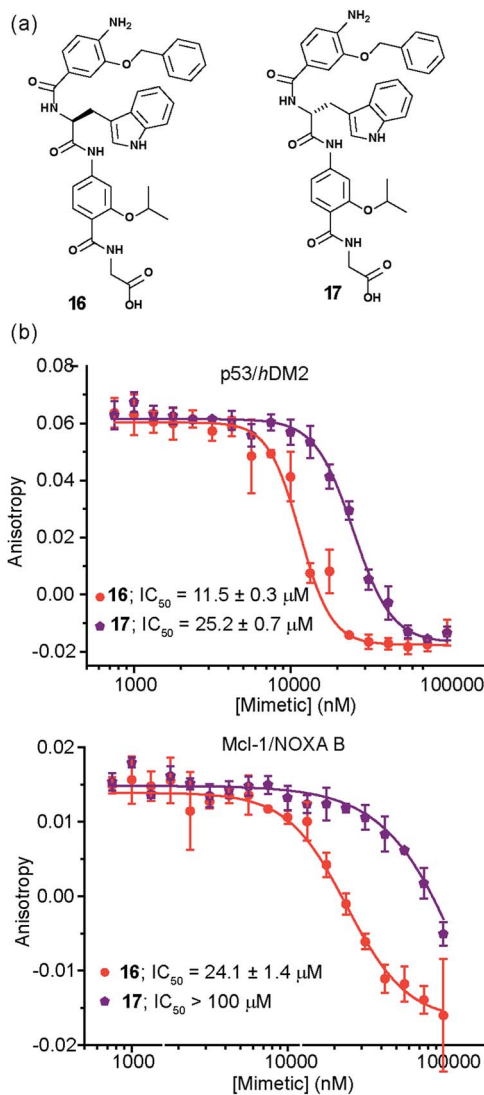 (a)
NH2
O
O
HN
NH
O
NH
O
O
NH
O
OH
16
NH2
O
O
HN
NH
O
NH
O
O
NH
O
OH
17
(b)
0.08
0.06
0.04
0.02
0.00
-0.02
Anisotropy
p53/hDM2
16; IC50 = 11.5 ± 0.3 μM
17; IC50 = 25.2 ± 0.7 μM
1000 10000 100000
[Mimetic] (nM)
0.02
0.01
0.00
-0.01
-0.02
Anisotropy
Mcl-1/NOXA B
16; IC50 = 24.1 ± 1.4 μM
17; IC50 > 100 μM
1000 10000 100000
[Mimetic] (nM)